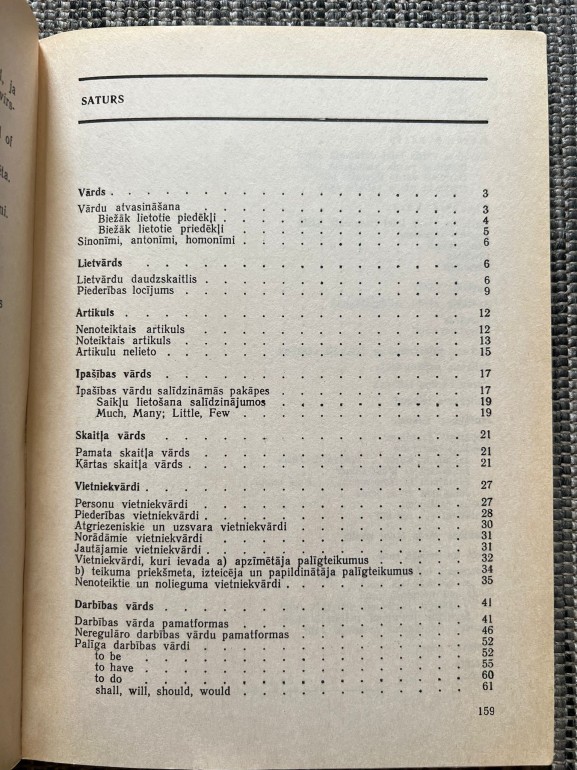 ja
virs-
of
SATURS
Vārds . . . . . . . . . . . . . . . . . 3
Vārdu atvasināšana . . . . . . . . . . . . . 3
Biežāk lietotie piedēkļi . . . . . . . . . . . 4
Biežāk lietotie priedēkļi . . . . . . . . . . . 5
Sinonīmi, antonīmi, homonīmi . . . . . . . . . . 6
Lietvārds . . . . . . . . . . . . . . . . 6
Lietvārdu daudzskaitlis . . . . . . . . . . . . 6
Piederības locījums . . . . . . . . . . . . . 9
Artikuls . . . . . . . . . . . . . . . . 12
Nenoteiktais artikuls . . . . . . . . . . . . 12
Noteiktais artikuls . . . . . . . . . . . . . 13
Artikulu nelieto . . . . . . . . . . . . . . 15
Īpašības vārds . . . . . . . . . . . . . . 17
Īpašības vārdu salīdzināmās pakāpes . . . . . . . . 17
Saikļu lietošana salīdzinājumos . . . . . . . . . 19
Much, Many; Little, Few . . . . . . . . . . . 19
Skaitļa vārds . . . . . . . . . . . . . . 21
Pamata skaitļa vārds . . . . . . . . . . . . 21
Kārtas skaitļa vārds . . . . . . . . . . . . 21
Vietniekvārdi . . . . . . . . . . . . . . 27
Personu vietniekvārdi . . . . . . . . . . . . 27
Piederības vietniekvārdi . . . . . . . . . . . 28
Atgriezeniskie un uzsvara vietniekvārdi . . . . . . . 30
Norādāmie vietniekvārdi . . . . . . . . . . . 31
Jautājamie vietniekvārdi . . . . . . . . . . . 31
Vietniekvārdi, kuri ievada a) apzīmētāja palīgteikumus . . . . 32
b) teikuma priekšmeta, izteicēja un papildinātāja palīgteikumus . . 34
Nenoteiktie un nolieguma vietniekvārdi . . . . . . . 35
Darbības vārds . . . . . . . . . . . . . . 41
Darbības vārda pamatformas . . . . . . . . . . 41
Neregulāro darbības vārdu pamatformas . . . . . . . 46
Palīga darbības vārdi . . . . . . . . . . . . 52
to be . . . . . . . . . . . . . . . . 52
to have . . . . . . . . . . . . . . . 55
to do . . . . . . . . . . . . . . . . 60
shall, will, should, would . . . . . . . . . . . 61
159